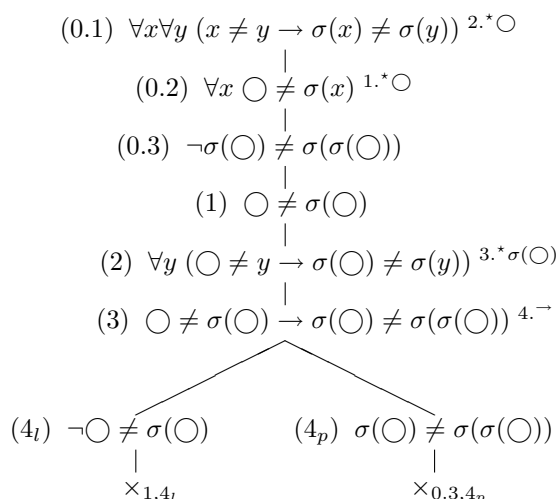 (0.1) ∀x∀y (x ≠ y → σ(x) ≠ σ(y)) 2.⋆◯
(0.2) ∀x ◯ ≠ σ(x) 1.⋆◯
(0.3) ¬σ(◯) ≠ σ(σ(◯))
(1) ◯ ≠ σ(◯)
(2) ∀y (◯ ≠ y → σ(◯) ≠ σ(y)) 3.⋆σ(◯)
(3) ◯ ≠ σ(◯) → σ(◯) ≠ σ(σ(◯)) 4.→
(4l) ¬◯ ≠ σ(◯) (4p) σ(◯) ≠ σ(σ(◯))
×1,4l ×0.3,4p